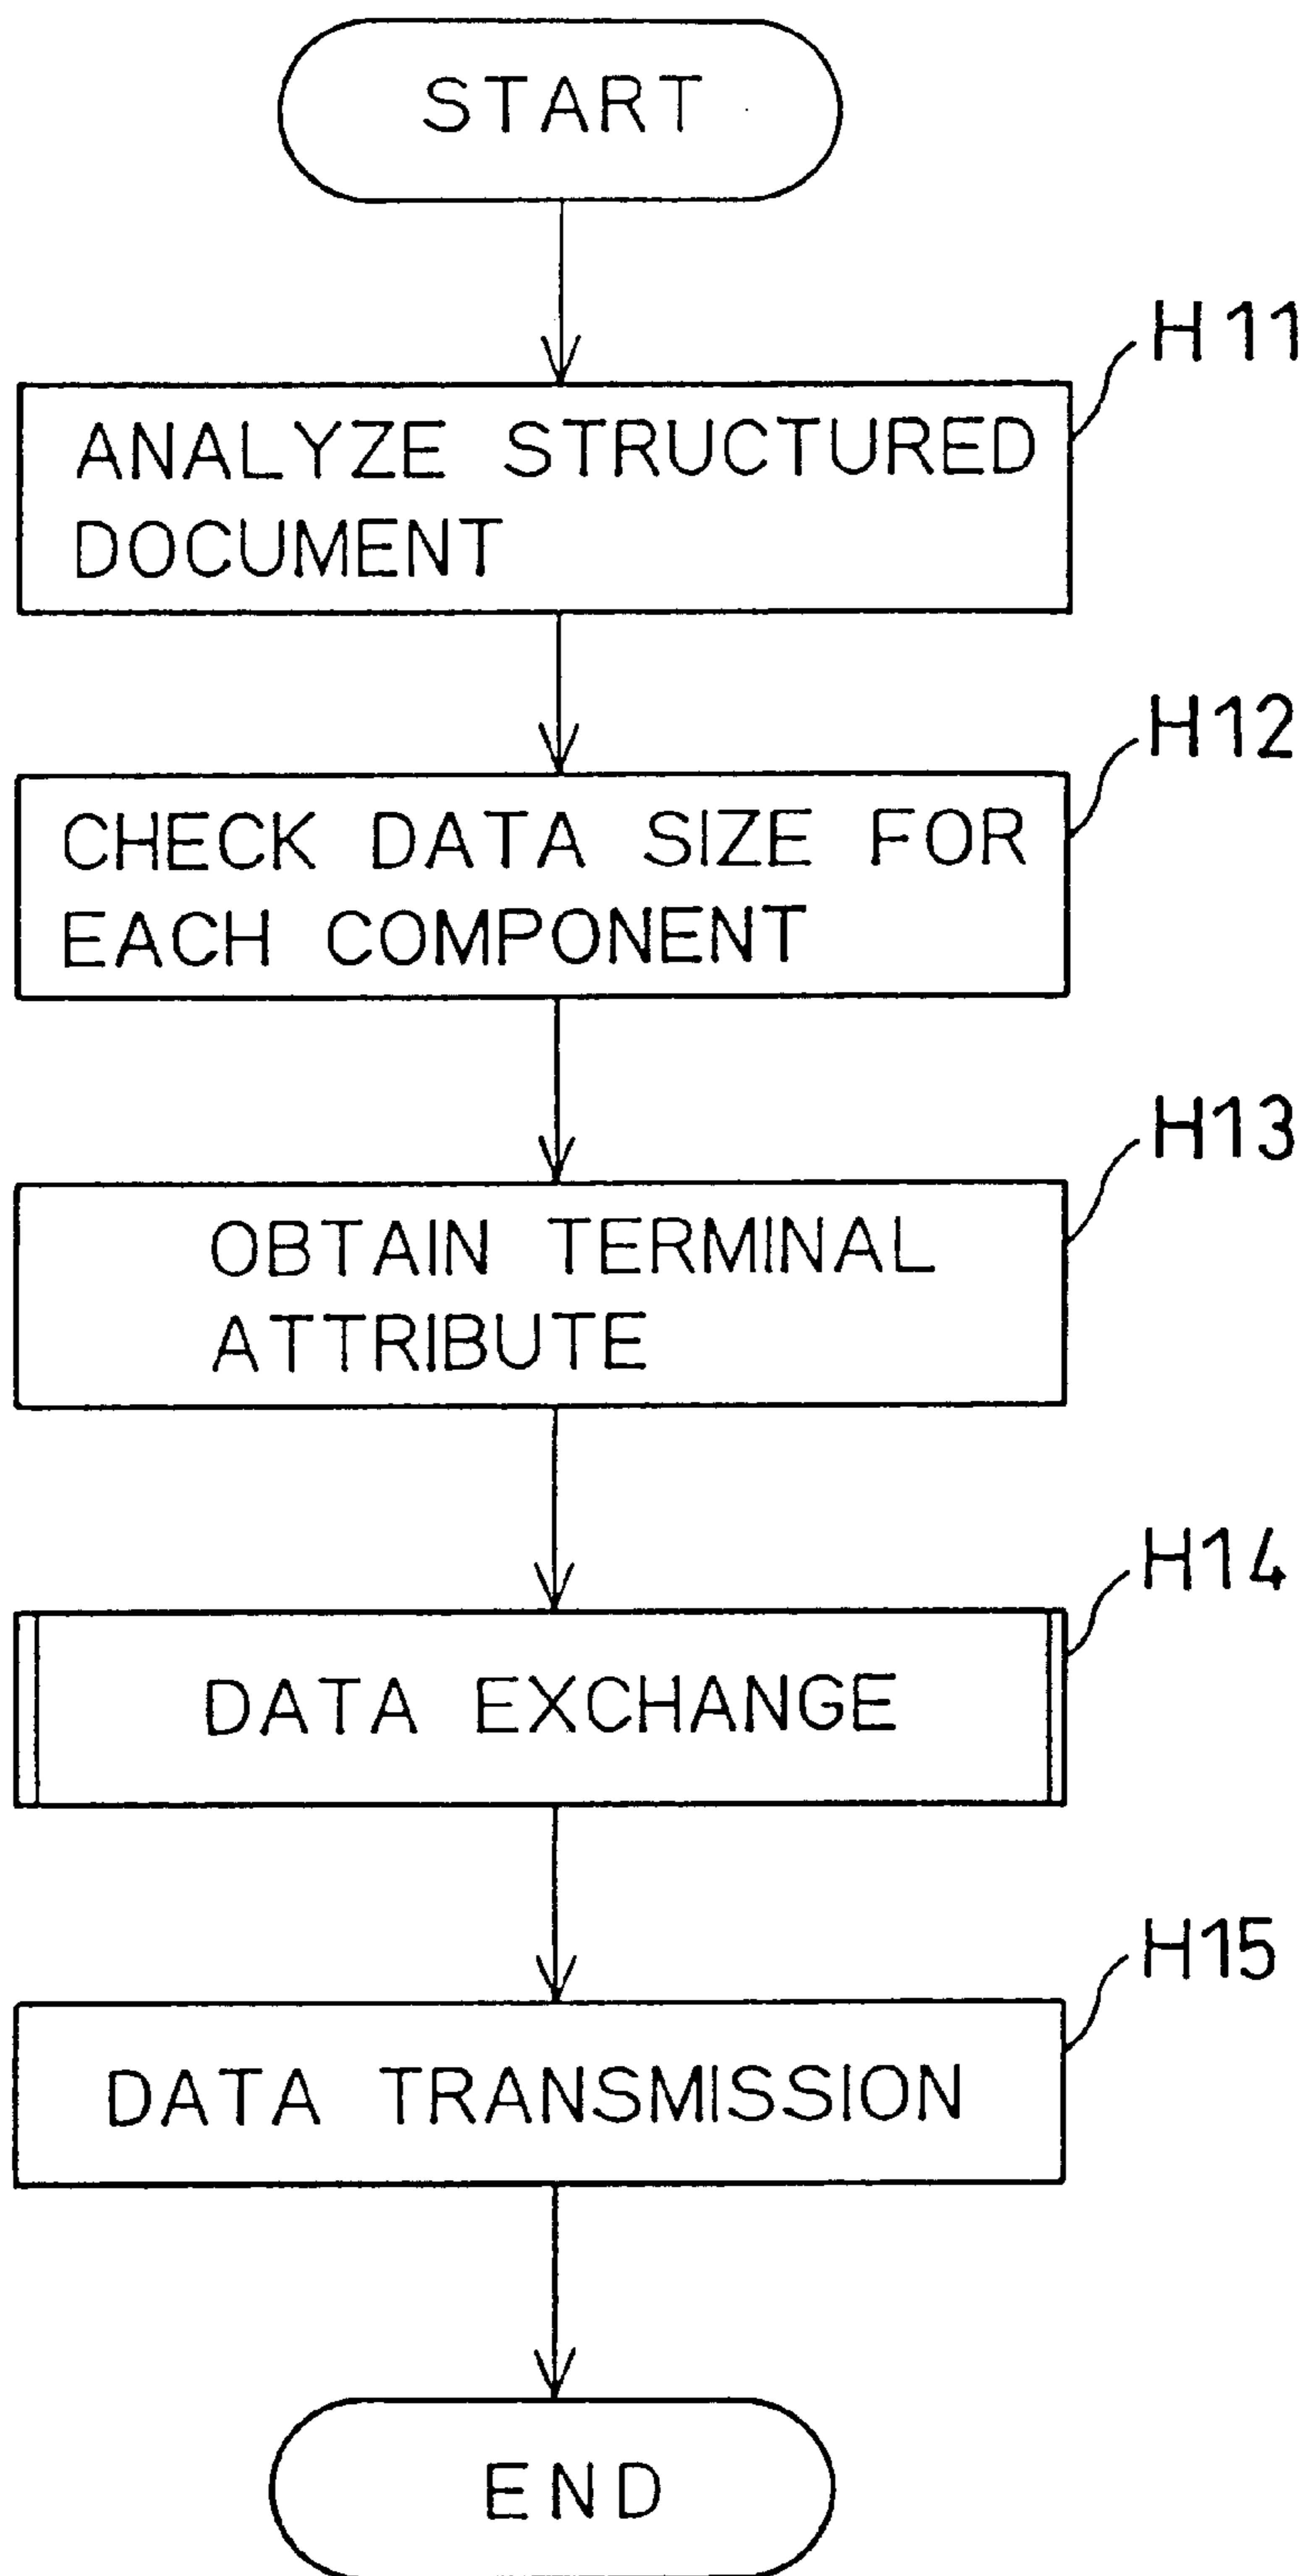 START
H11
ANALYZE STRUCTURED
DOCUMENT
H12
CHECK DATA SIZE FOR
EACH COMPONENT
H13
OBTAIN TERMINAL
ATTRIBUTE
H14
DATA EXCHANGE
H15
DATA TRANSMISSION
END